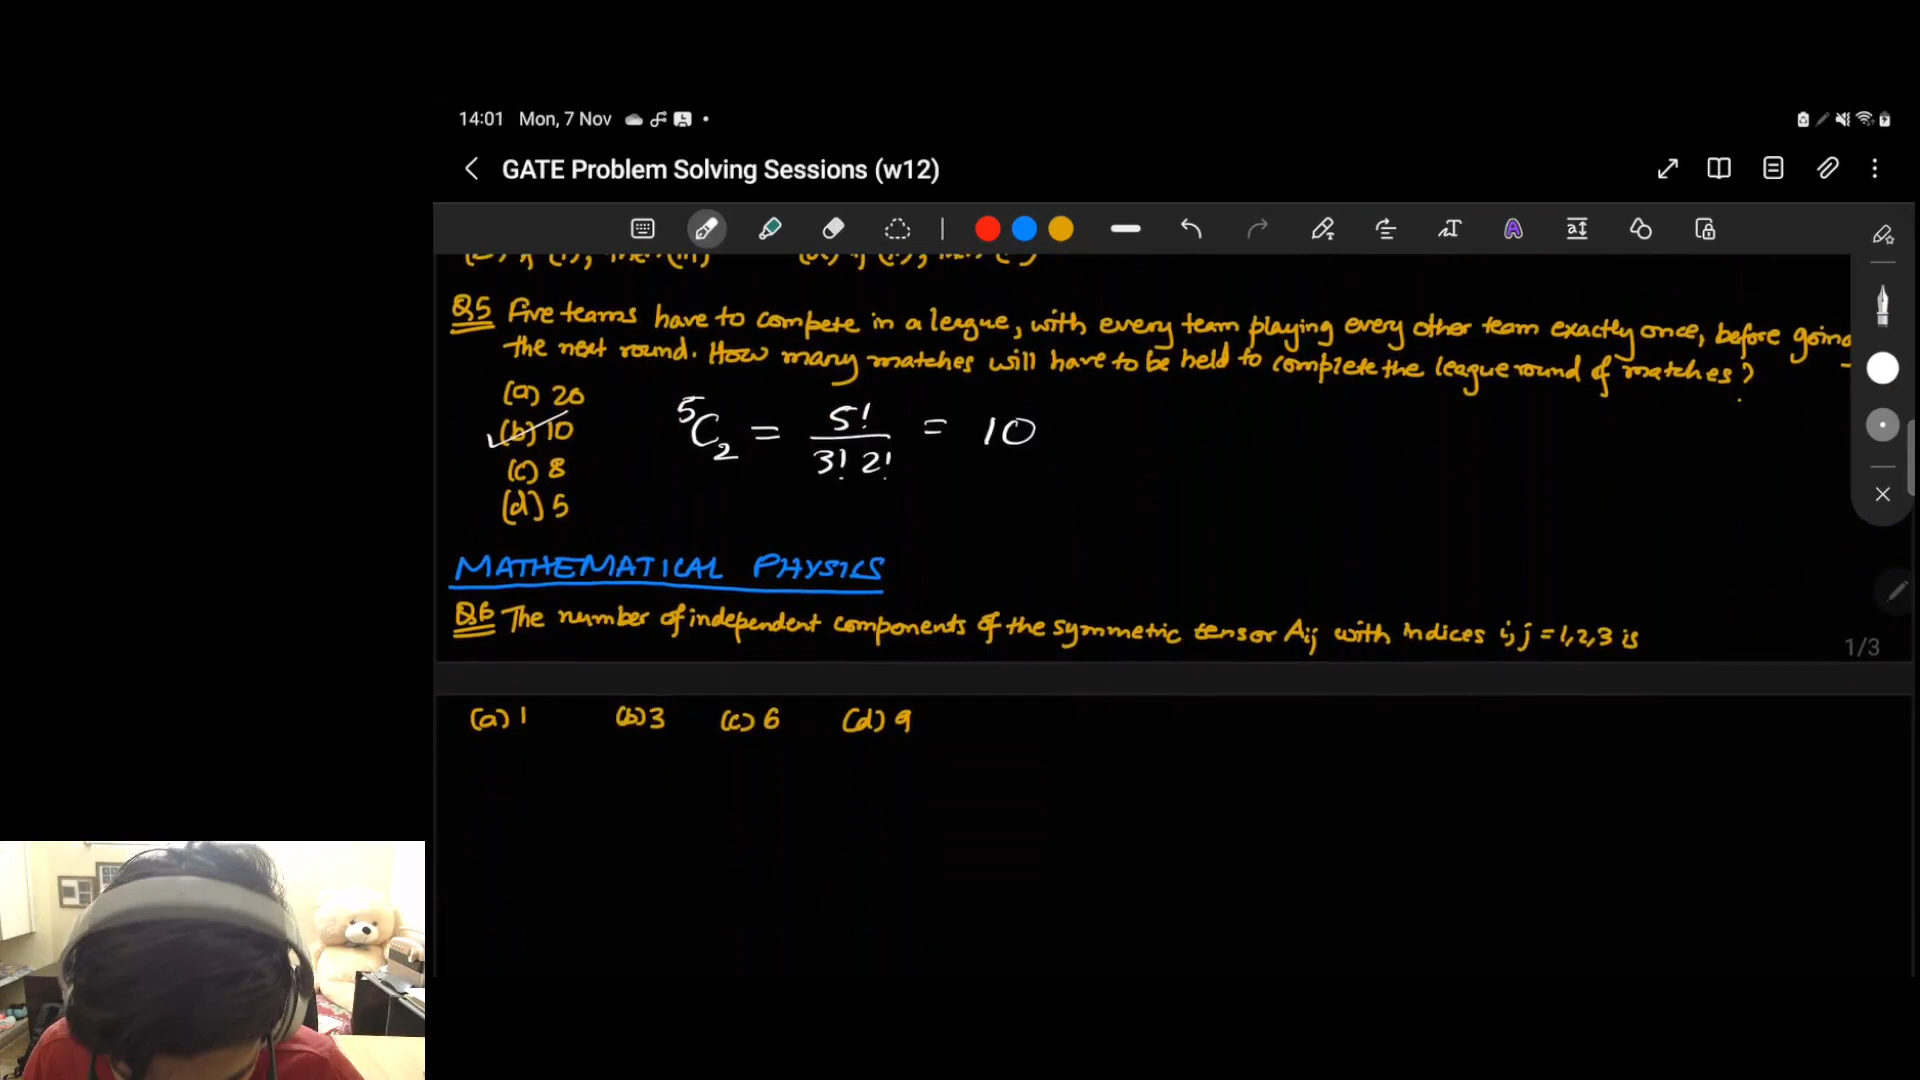 14:01 Mon, 7 Nov
GATE Problem Solving Sessions (w12)
Q5 Five teams have to compete in a league, with every team playing every other team exactly once, before going
the next round. How many matches will have to be held to complete the league round of matches?
(a) 20
(b) 10
(c) 8
(d) 5
⁵C₂ = 5!/3! 2! = 10
MATHEMATICAL PHYSICS
Q6 The number of independent components of the symmetric tensor Aij with indices i, j = 1, 2, 3 is
1/3
(a) 1 (b) 3 (c) 6 (d) 9